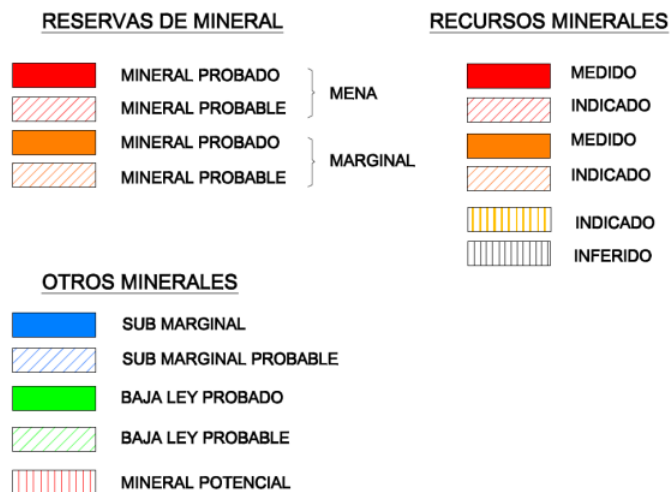 RESERVAS DE MINERAL
MINERAL PROBADO
MINERAL PROBABLE
MENA
MINERAL PROBADO
MINERAL PROBABLE
MARGINAL
RECURSOS MINERALES
MEDIDO
INDICADO
MEDIDO
INDICADO
INDICADO
INFERIDO
OTROS MINERALES
SUB MARGINAL
SUB MARGINAL PROBABLE
BAJA LEY PROBADO
BAJA LEY PROBABLE
MINERAL POTENCIAL